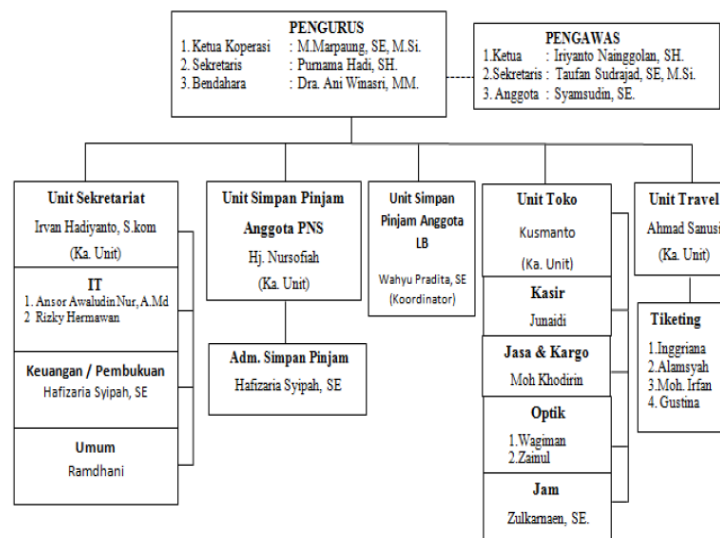 PENGURUS
1. Ketua Koperasi : M.Marpaung, SE, M.Si.
2. Sekretaris : Purnama Hadi, SH.
3. Bendahara : Dra. Ani Winasri, MM.
PENGAWAS
1.Ketua : Iriyanto Nainggolan, SH.
2.Sekretaris : Taufan Sudrajad, SE, M.Si.
3. Anggota : Syamsudin, SE.
Unit Sekretariat
Irvan Hadiyanto, S.kom
(Ka. Unit)
IT
1. Ansor Awaludin Nur, A.Md
2 Rizky Hermawan
Keuangan / Pembukuan
Hafizaria Syipah, SE
Umum
Ramdhani
Unit Simpan Pinjam
Anggota PNS
Hj. Nursofiah
(Ka. Unit)
Adm. Simpan Pinjam
Hafizaria Syipah, SE
Unit Simpan
Pinjam Anggota
LB
Wahyu Pradita, SE
(Koordinator)
Unit Toko
Kusmanto
(Ka. Unit)
Kasir
Junaidi
Jasa & Kargo
Moh Khodirin
Optik
1.Wagiman
2.Zainul
Jam
Zulkarnaen, SE.
Unit Travel
Ahmad Sanusi
(Ka. Unit)
Tiketing
1.Inggriana
2.Alamsyah
3.Moh. Irfan
4. Gustina